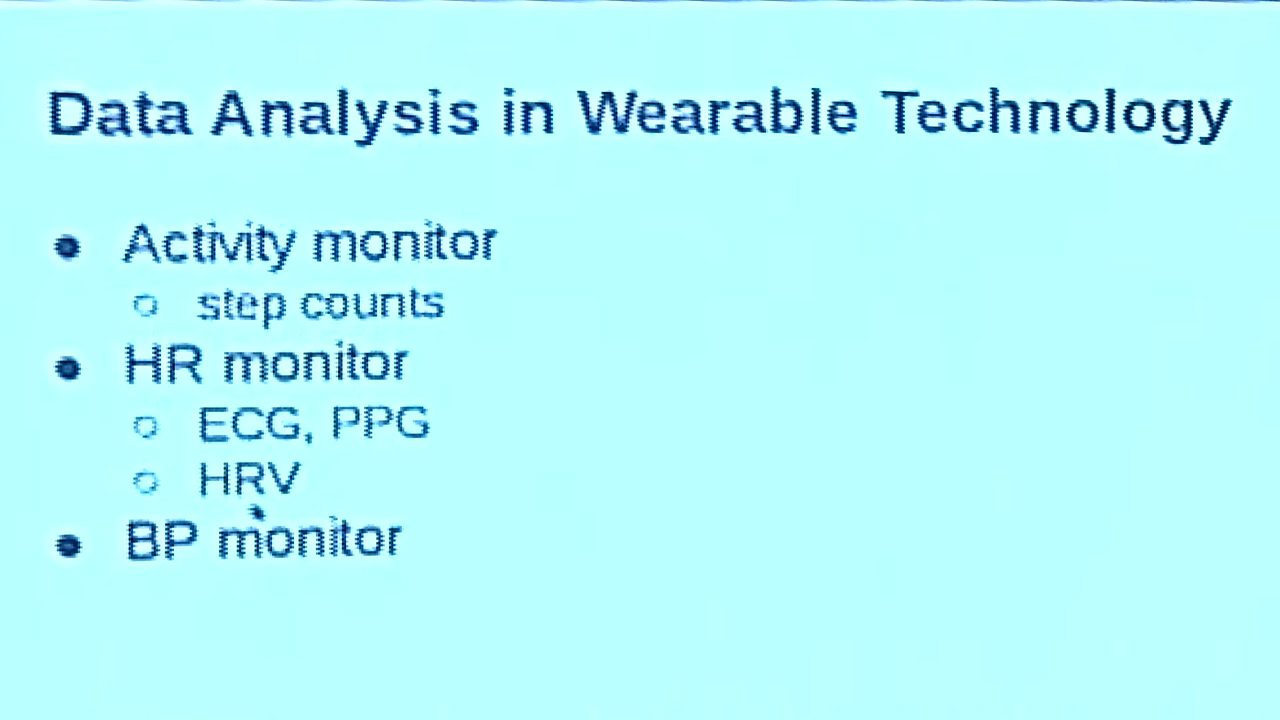 Data Analysis in Wearable Technology
• Activity monitor
○ step counts
• HR monitor
○ ECG, PPG
○ HRV
• BP monitor